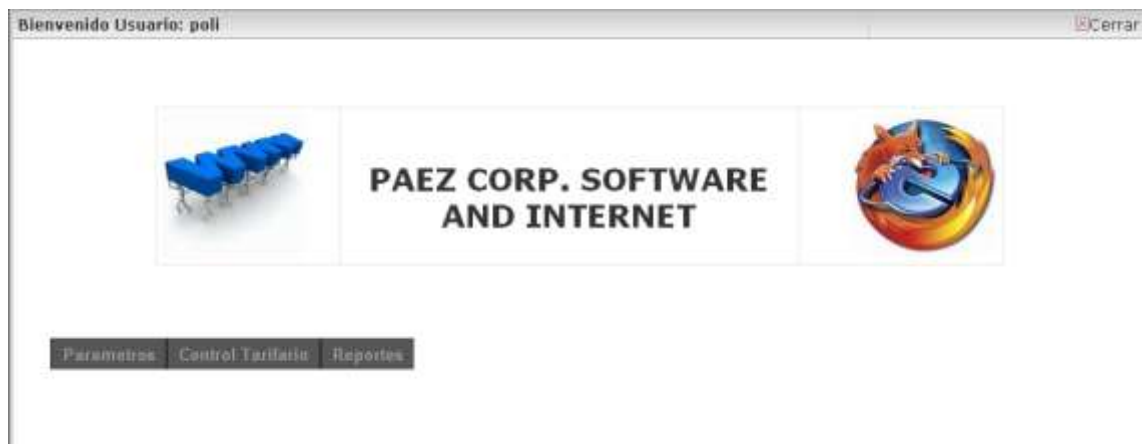 Bienvenido Usuario: poli
Cerrar
PAEZ CORP. SOFTWARE
AND INTERNET
Parametros Control Tarifario Reportes